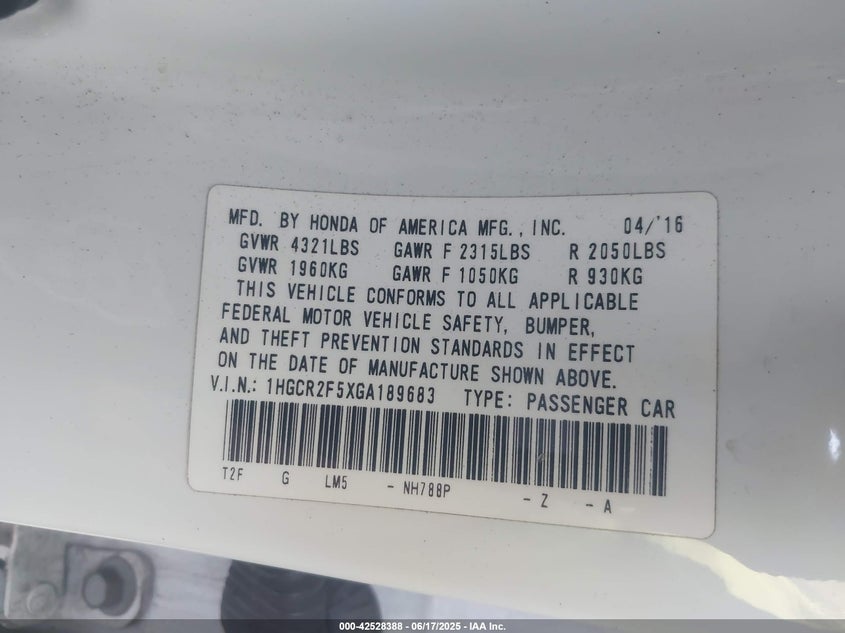 MFD. BY HONDA OF AMERICA MFG., INC. 04/'16
GVWR 4321LBS GAWR F 2315LBS R 2050LBS
GVWR 1960KG GAWR F 1050KG R 930KG
THIS VEHICLE CONFORMS TO ALL APPLICABLE
FEDERAL MOTOR VEHICLE SAFETY, BUMPER,
AND THEFT PREVENTION STANDARDS IN EFFECT
ON THE DATE OF MANUFACTURE SHOWN ABOVE.
V.I.N.: 1HGCR2F5XGA189683 TYPE: PASSENGER CAR
T2F G LM5 - NH788P - Z - A
000-42528388 - 06/17/2025 - IAA Inc.